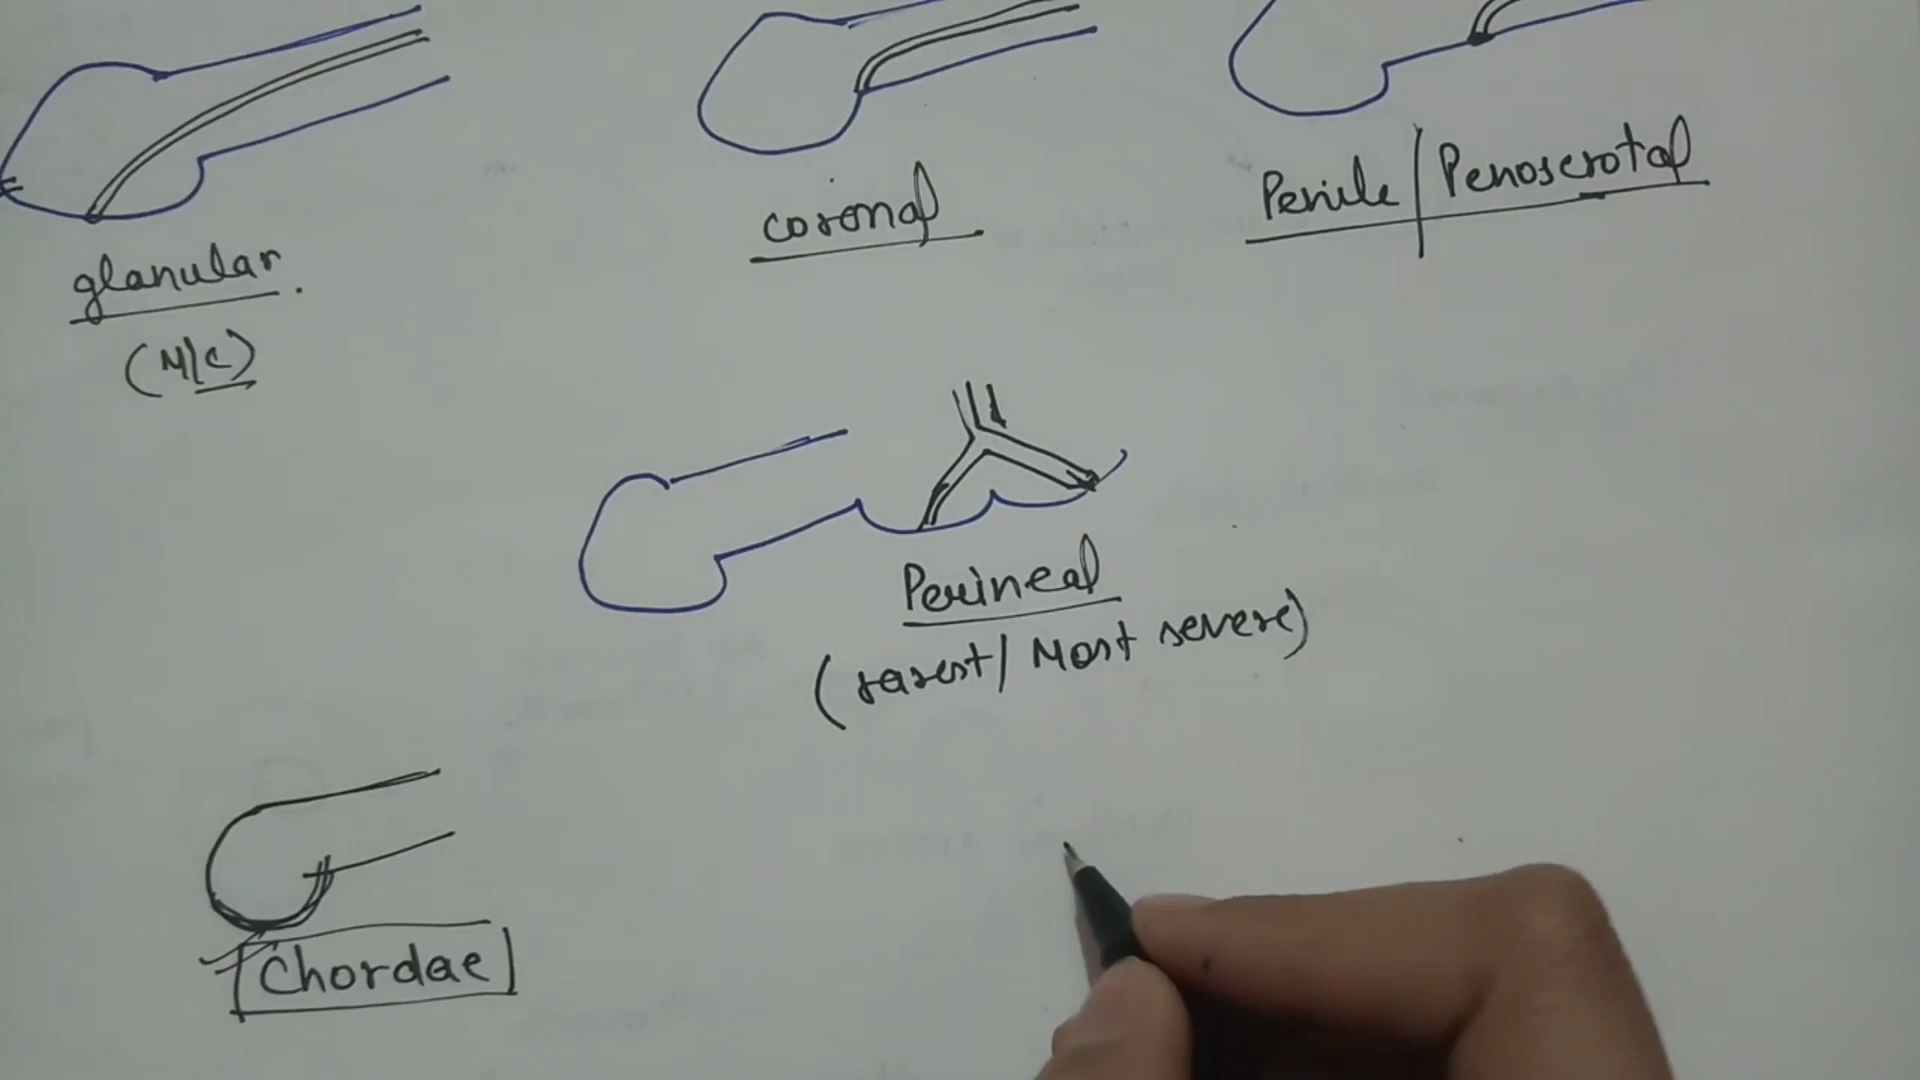 glanular.
(M/C)
coronal
Penile/Penoscrotal
Perineal
(rarest/Most severe)
Chordae